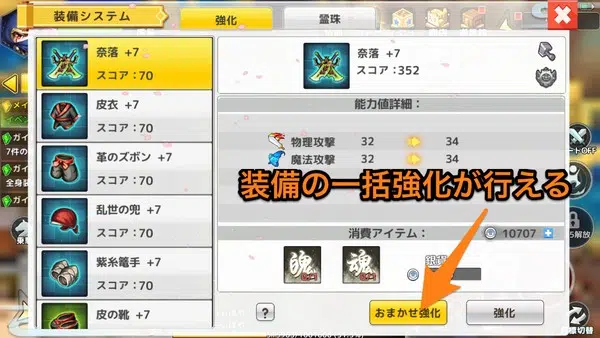 装備システム
強化
霊珠
奈落 +7
スコア：70
皮衣 +7
スコア：70
革のズボン +7
スコア：70
乱世の兜 +7
スコア：70
紫糸篭手 +7
スコア：70
皮の靴 +7
奈落 +7
スコア：352
能力値詳細：
物理攻撃 32 34
魔法攻撃 32 34
装備の一括強化が行える
消費アイテム：
10707
魂
魂
銀貨
?
おまかせ強化
強化